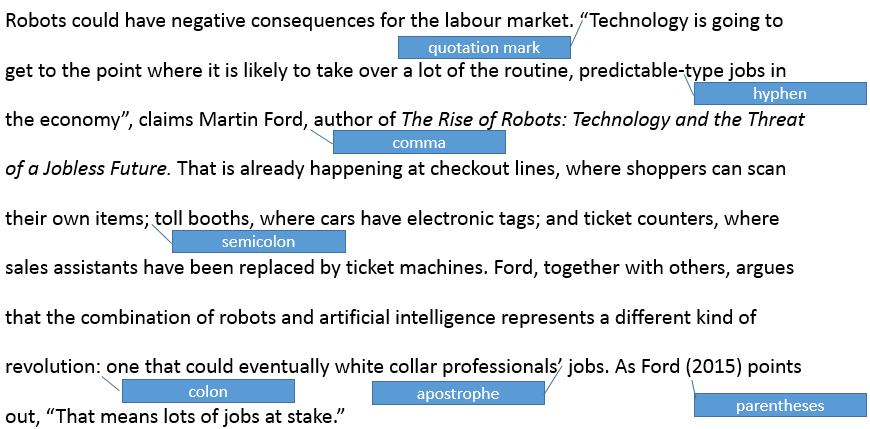 Robots could have negative consequences for the labour market. “Technology is going to
quotation mark
get to the point where it is likely to take over a lot of the routine, predictable-type jobs in
hyphen
the economy”, claims Martin Ford, author of The Rise of Robots: Technology and the Threat
comma
of a Jobless Future. That is already happening at checkout lines, where shoppers can scan
their own items; toll booths, where cars have electronic tags; and ticket counters, where
semicolon
sales assistants have been replaced by ticket machines. Ford, together with others, argues
that the combination of robots and artificial intelligence represents a different kind of
revolution: one that could eventually white collar professionals’ jobs. As Ford (2015) points
colon
apostrophe
parentheses
out, “That means lots of jobs at stake.”